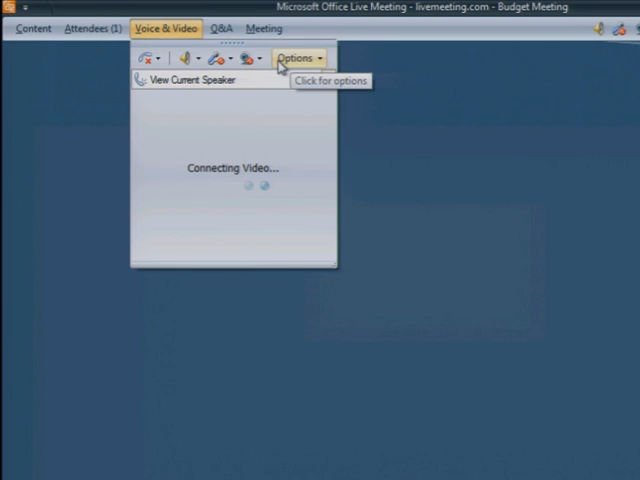 Microsoft Office Live Meeting - livemeeting.com - Budget Meeting
Content Attendees (1) Voice & Video Q&A Meeting
Options
View Current Speaker
Click for options
Connecting Video...